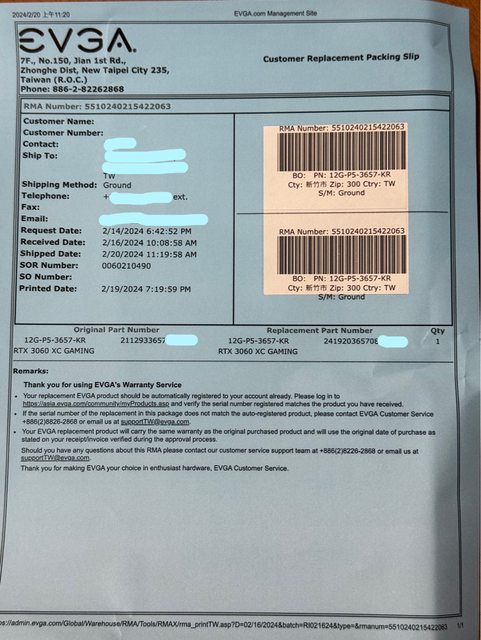 2024/2/20 上午11:20 EVGA.com Management Site
EVGA.
7F., No.150, Jian 1st Rd.,
Zhonghe Dist, New Taipei City 235,
Taiwan (R.O.C.)
Phone: 886-2-82262868
Customer Replacement Packing Slip
RMA Number: 5510240215422063
Customer Name:
Customer Number:
Contact:
Ship To:
TW
Shipping Method: Ground
Telephone: + ext.
Fax:
Email:
Request Date: 2/14/2024 6:42:52 PM
Received Date: 2/16/2024 10:08:58 AM
Shipped Date: 2/20/2024 11:19:58 AM
SOR Number: 0060210490
SO Number:
Printed Date: 2/19/2024 7:19:59 PM
RMA Number: 5510240215422063
BO: PN: 12G-P5-3657-KR
Cty: 新竹市 Zip: 300 Ctry: TW
S/M: Ground
RMA Number: 5510240215422063
BO: PN: 12G-P5-3657-KR
Cty: 新竹市 Zip: 300 Ctry: TW
S/M: Ground
Original Part Number Replacement Part Number Qty
12G-P5-3657-KR 2112933657 12G-P5-3657-KR 241920365708 1
RTX 3060 XC GAMING RTX 3060 XC GAMING
Remarks:
Thank you for using EVGA's Warranty Service
• Your replacement EVGA product should be automatically registered to your account already. Please log in to
https://asia.evga.com/community/myProducts.asp and verify the serial number registered matches the product you have received.
• If the serial number of the replacement in this package does not match the auto-registered product, please contact EVGA Customer Service
+886(2)8826-2868 or email us at supportTW@evga.com.
• Your EVGA replacement product will carry the same warranty as the original purchased product and will use the original date of purchase as
stated on your receipt/invoice verified during the approval process.
Should you have any questions about this RMA please contact our customer service support team at +886(2)8226-2868 or email us at
supportTW@evga.com.
Thank you for making EVGA your choice in enthusiast hardware, EVGA Customer Service.
ps://admin.evga.com/Global/Warehouse/RMA/Tools/RMAX/rma_printTW.asp?D=02/16/2024&batch=RI021624&type=&rmanum=5510240215422063 1/1